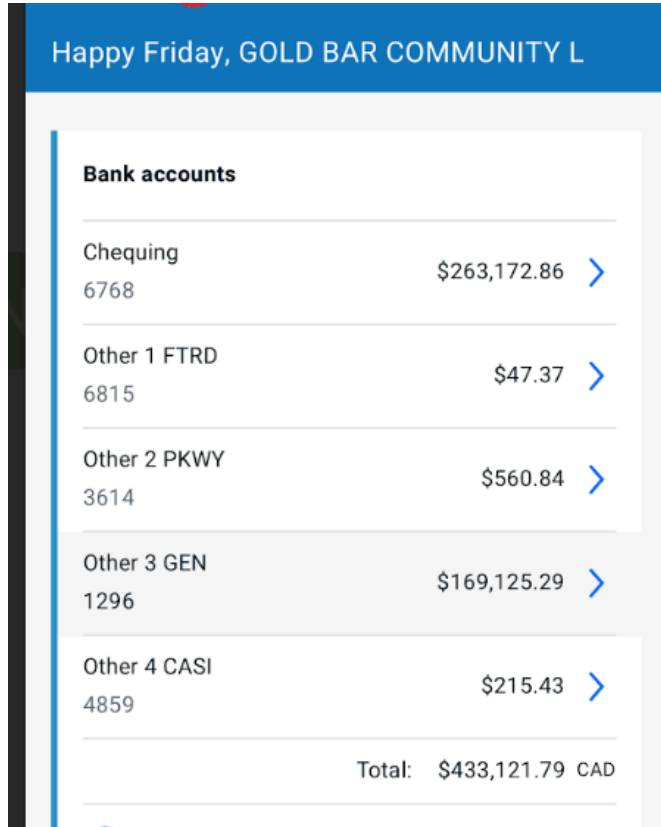 Happy Friday, GOLD BAR COMMUNITY L
Bank accounts
Chequing
6768
$263,172.86
Other 1 FTRD
6815
$47.37
Other 2 PKWY
3614
$560.84
Other 3 GEN
1296
$169,125.29
Other 4 CASI
4859
$215.43
Total: $433,121.79 CAD